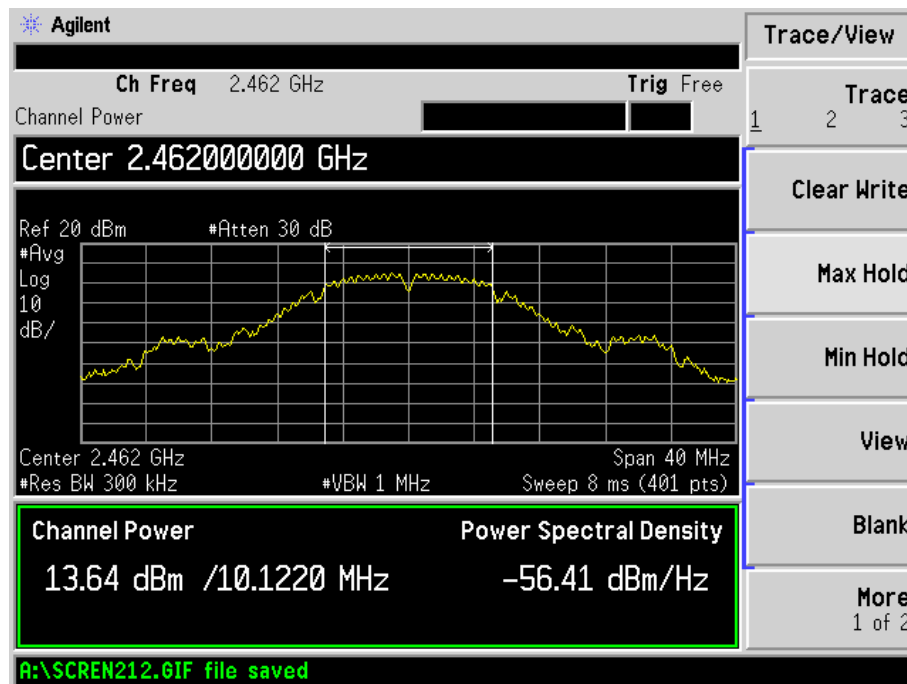 Agilent
Trace/View
Ch Freq 2.462 GHz Trig Free
Channel Power
Trace
1 2 3
Center 2.462000000 GHz
Clear Write
Ref 20 dBm #Atten 30 dB
#Avg
Log
10
dB/
Max Hold
Min Hold
View
Center 2.462 GHz Span 40 MHz
#Res BW 300 kHz #VBW 1 MHz Sweep 8 ms (401 pts)
Channel Power Power Spectral Density
13.64 dBm /10.1220 MHz -56.41 dBm/Hz
Blank
More
1 of 2
A:\SCREN212.GIF file saved